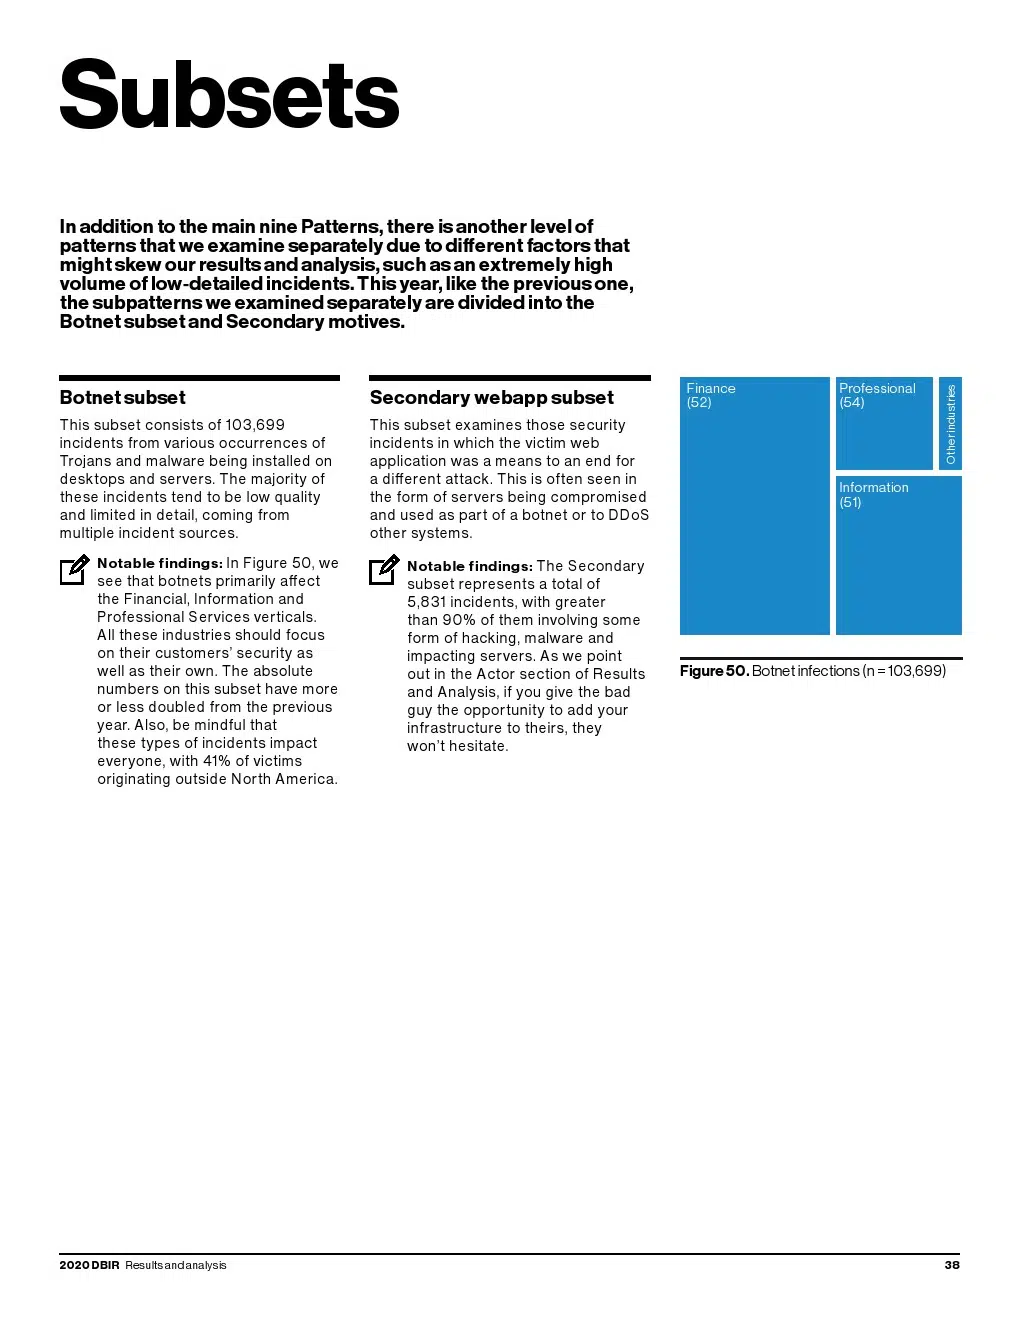 Subsets
In addition to the main nine Patterns, there is another level of
patterns that we examine separately due to different factors that
might skew our results and analysis, such as an extremely high
volume of low-detailed incidents. This year, like the previous one,
the subpatterns we examined separately are divided into the
Botnet subset and Secondary motives.
Botnet subset
This subset consists of 103,699
incidents from various occurrences of
Trojans and malware being installed on
desktops and servers. The majority of
these incidents tend to be low quality
and limited in detail, coming from
multiple incident sources.
Notable findings: In Figure 50, we
see that botnets primarily affect
the Financial, Information and
Professional Services verticals.
All these industries should focus
on their customers’ security as
well as their own. The absolute
numbers on this subset have more
or less doubled from the previous
year. Also, be mindful that
these types of incidents impact
everyone, with 41% of victims
originating outside North America.
Secondary webapp subset
This subset examines those security
incidents in which the victim web
application was a means to an end for
a different attack. This is often seen in
the form of servers being compromised
and used as part of a botnet or to DDoS
other systems.
Notable findings: The Secondary
subset represents a total of
5,831 incidents, with greater
than 90% of them involving some
form of hacking, malware and
impacting servers. As we point
out in the Actor section of Results
and Analysis, if you give the bad
guy the opportunity to add your
infrastructure to theirs, they
won’t hesitate.
Finance
(52)
Professional
(54)
Other industries
Information
(51)
Figure 50. Botnet infections (n = 103,699)
2020 DBIR Results and analysis
38